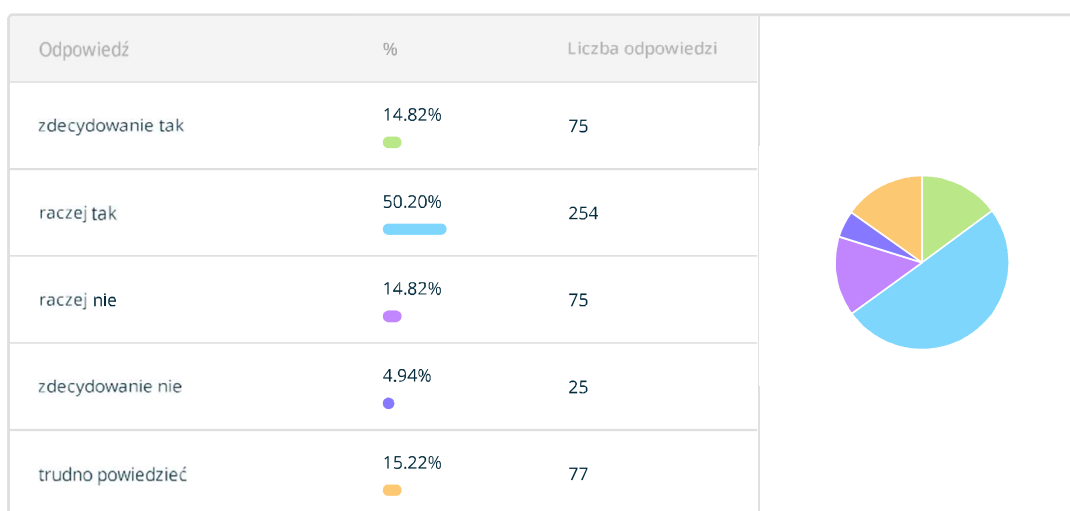 Odpowiedź % Liczba odpowiedzi
zdecydowanie tak 14.82% 75
raczej tak 50.20% 254
raczej nie 14.82% 75
zdecydowanie nie 4.94% 25
trudno powiedzieć 15.22% 77